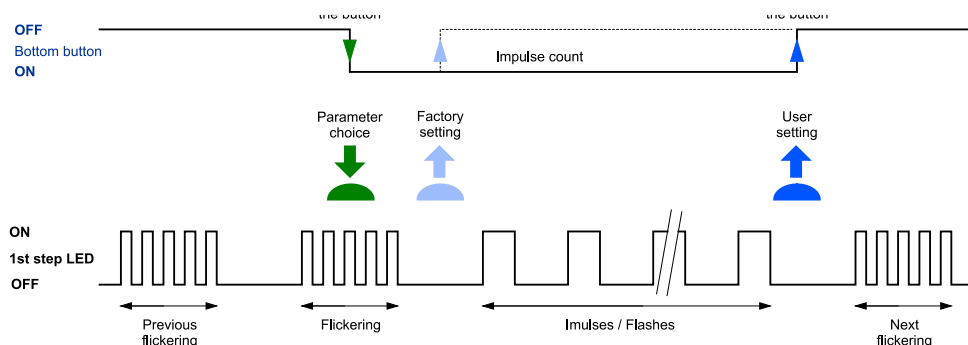 the button
the button
OFF
Bottom button
ON
Impulse count
Parameter
choice
Factory
setting
User
setting
ON
1st step LED
OFF
Previous
flickering
Flickering
Imulses / Flashes
Next
flickering